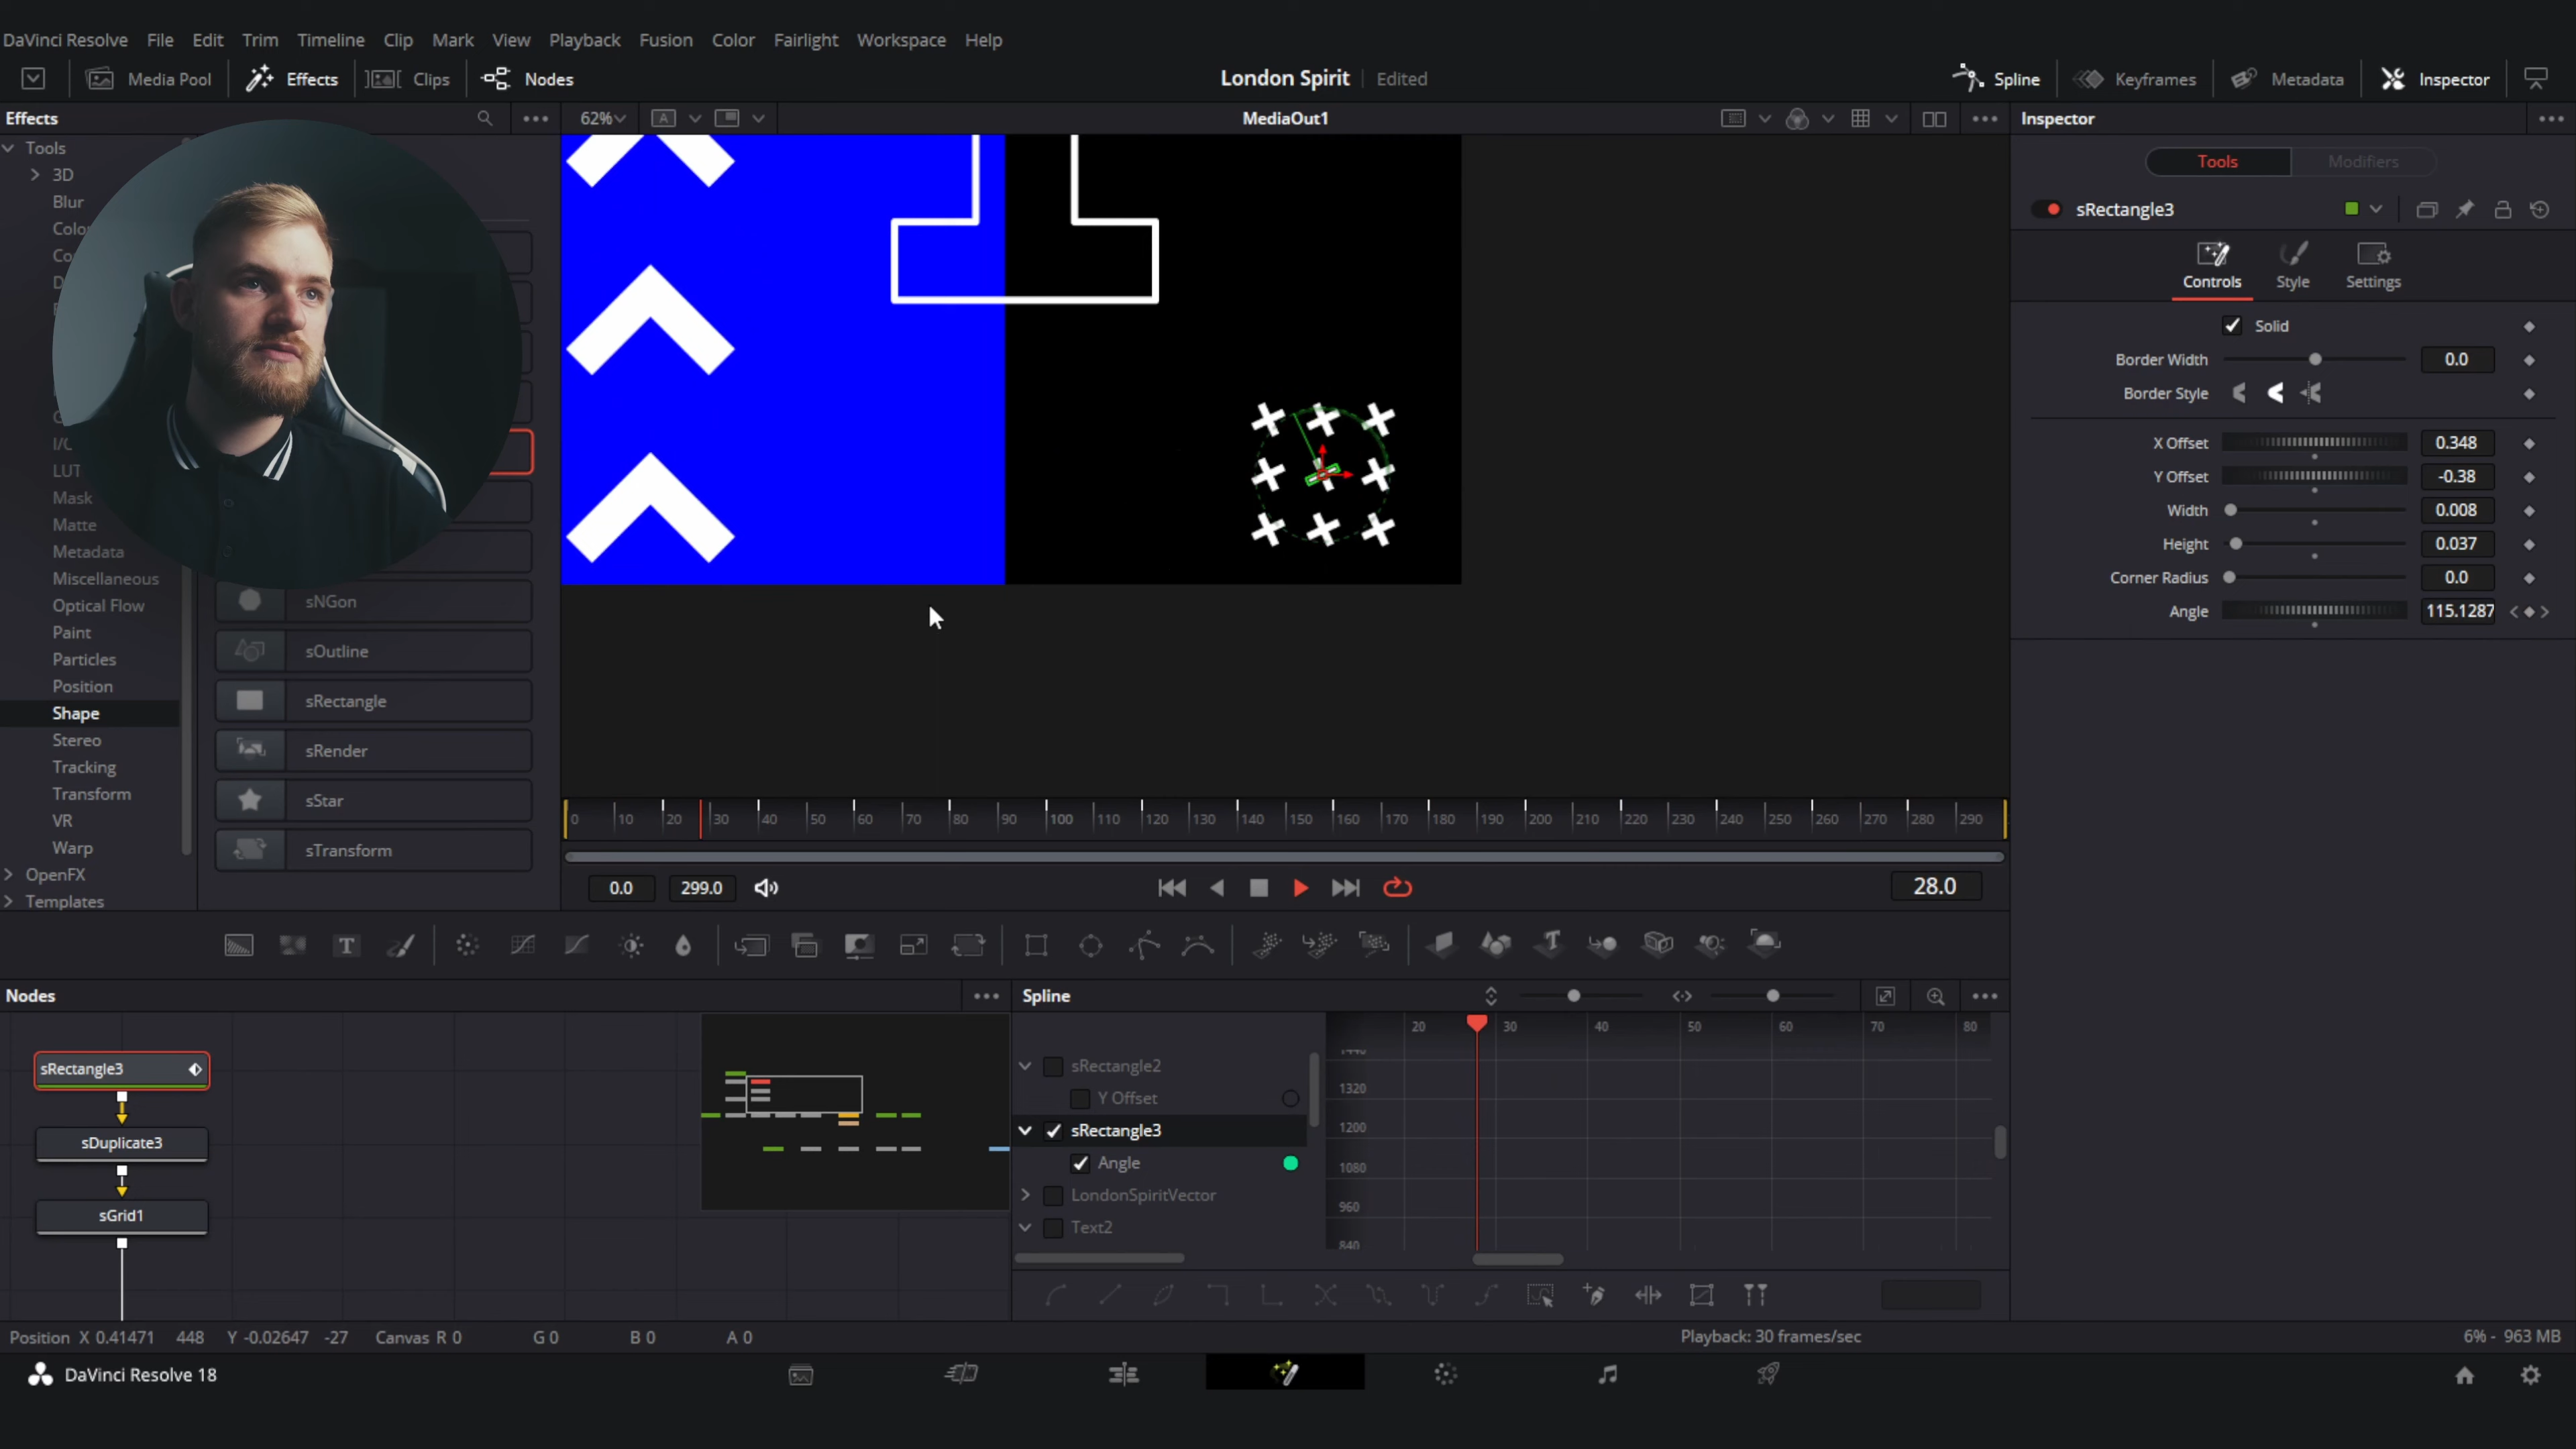 DaVinci Resolve File Edit Trim Timeline Clip Mark View Playback Fusion Color Fairlight Workspace Help
Media Pool Effects Clips Nodes London Spirit Edited Spline Keyframes Metadata Inspector
Effects 62% A MediaOut1 Inspector
Tools
3D
Blur
Mask
Matte
Metadata
Miscellaneous
Optical Flow
Paint
Particles
Position
Shape
Stereo
Tracking
Transform
VR
Warp
OpenFX
Templates
LUT
sNGon
sOutline
sRectangle
sRender
sStar
sTransform
Tools Modifiers
sRectangle3
Controls Style Settings
Solid
Border Width 0.0
Border Style
X Offset 0.348
Y Offset -0.38
Width 0.008
Height 0.037
Corner Radius 0.0
Angle 115.1287
0 10 20 30 40 50 60 70 80 90 100 110 120 130 140 150 160 170 180 190 200 210 220 230 240 250 260 270 280 290
0.0 299.0 28.0
T
Nodes
sRectangle3
sDuplicate3
sGrid1
Spline
20 30 40 50 60 70 80
sRectangle2
Y Offset
sRectangle3
Angle
LondonSpiritVector
Text2
1440
1320
1200
1080
960
840
Position X 0.41471 448 Y -0.02647 -27 Canvas R 0 G 0 B 0 A 0 Playback: 30 frames/sec 6% - 963 MB
DaVinci Resolve 18